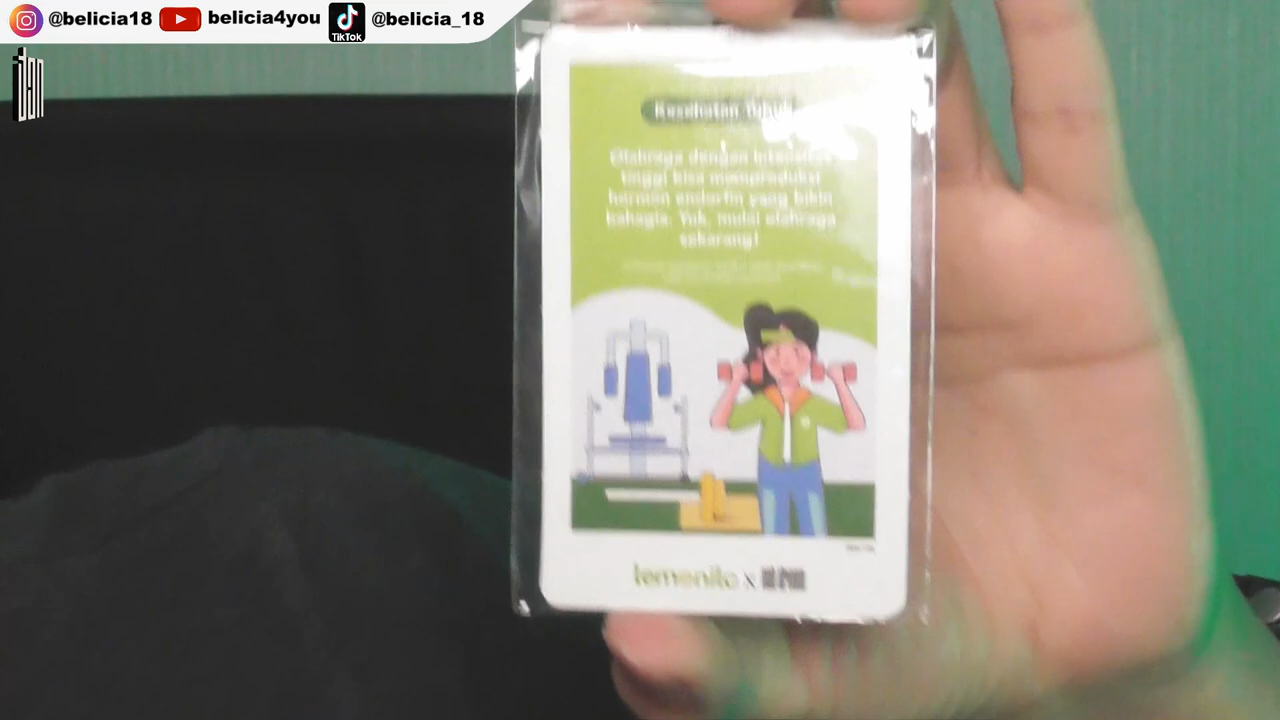 @belicia18 belicia4you @belicia_18
TikTok
Kesehatan Tubuh
Olahraga dengan intensitas
tinggi bisa memproduksi
hormon endorfin yang bikin
bahagia. Yuk, mulai olahraga
sekarang!
lemonilo x